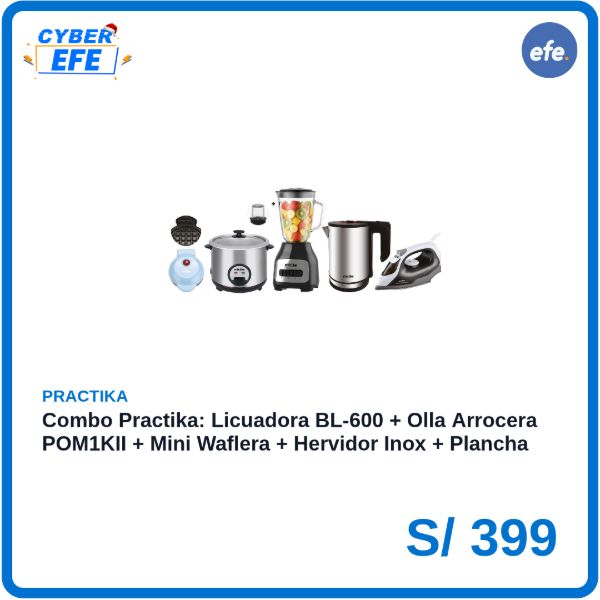 CYBER
EFE
efe.
PRACTIKA
Combo Practika: Licuadora BL-600 + Olla Arrocera
POM1KII + Mini Waflera + Hervidor Inox + Plancha
S/ 399